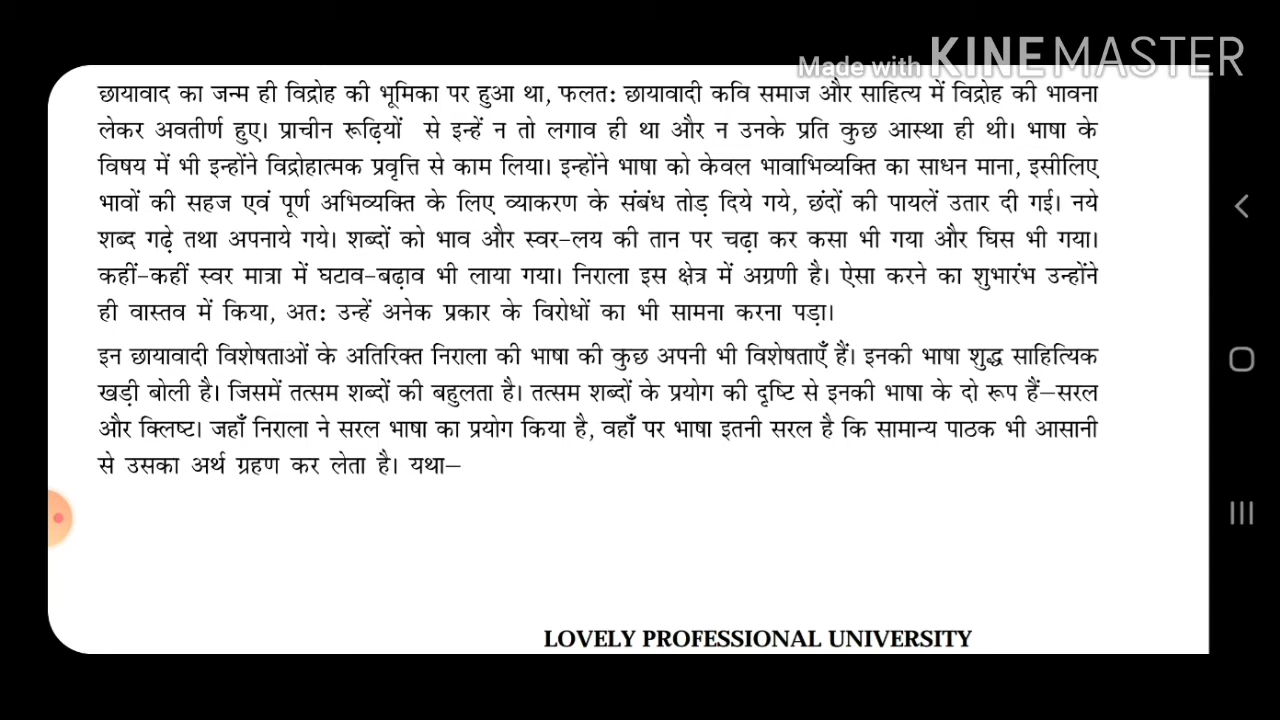 Made with KINEMASTER
छायावाद का जन्म ही विद्रोह की भूमिका पर हुआ था, फलत: छायावादी कवि समाज और साहित्य में विद्रोह की भावना
लेकर अवतीर्ण हुए। प्राचीन रूढ़ियों से इन्हें न तो लगाव ही था और न उनके प्रति कुछ आस्था ही थी। भाषा के
विषय में भी इन्होंने विद्रोहात्मक प्रवृत्ति से काम लिया। इन्होंने भाषा को केवल भावाभिव्यक्ति का साधन माना, इसीलिए
भावों की सहज एवं पूर्ण अभिव्यक्ति के लिए व्याकरण के संबंध तोड़ दिये गये, छंदों की पायलें उतार दी गईं। नये
शब्द गढ़े तथा अपनाये गये। शब्दों को भाव और स्वर-लय की तान पर चढ़ा कर कसा भी गया और घिस भी गया।
कहीं-कहीं स्वर मात्रा में घटाव-बढ़ाव भी लाया गया। निराला इस क्षेत्र में अग्रणी है। ऐसा करने का शुभारंभ उन्होंने
ही वास्तव में किया, अत: उन्हें अनेक प्रकार के विरोधों का भी सामना करना पड़ा।
इन छायावादी विशेषताओं के अतिरिक्त निराला की भाषा की कुछ अपनी भी विशेषताएँ हैं। इनकी भाषा शुद्ध साहित्यिक
खड़ी बोली है। जिसमें तत्सम शब्दों की बहुलता है। तत्सम शब्दों के प्रयोग की दृष्टि से इनकी भाषा के दो रूप हैं—सरल
और क्लिष्ट। जहाँ निराला ने सरल भाषा का प्रयोग किया है, वहाँ पर भाषा इतनी सरल है कि सामान्य पाठक भी आसानी
से उसका अर्थ ग्रहण कर लेता है। यथा—
LOVELY PROFESSIONAL UNIVERSITY